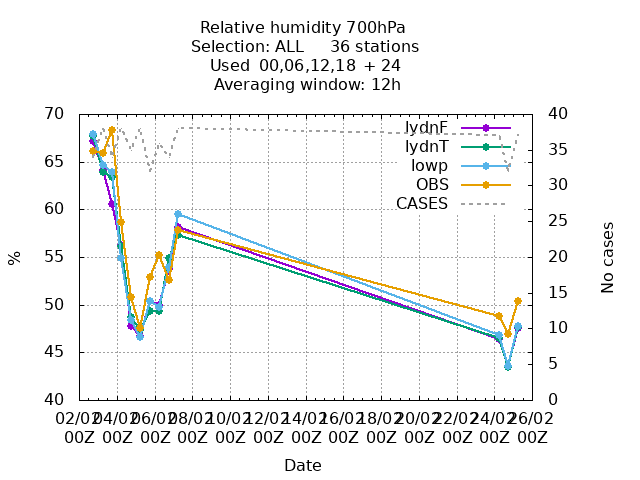 Relative humidity 700hPa
Selection: ALL 36 stations
Used 00,06,12,18 + 24
Averaging window: 12h
70 40
65 35
60 30
55 25
50 20
45 15
40 10
5
0
%
No cases
lydnF
lydnT
lowp
OBS
CASES
02/02 04/02 06/02 08/02 10/02 12/02 14/02 16/02 18/02 20/02 22/02 24/02 26/02
00Z 00Z 00Z 00Z 00Z 00Z 00Z 00Z 00Z 00Z 00Z 00Z 00Z
Date